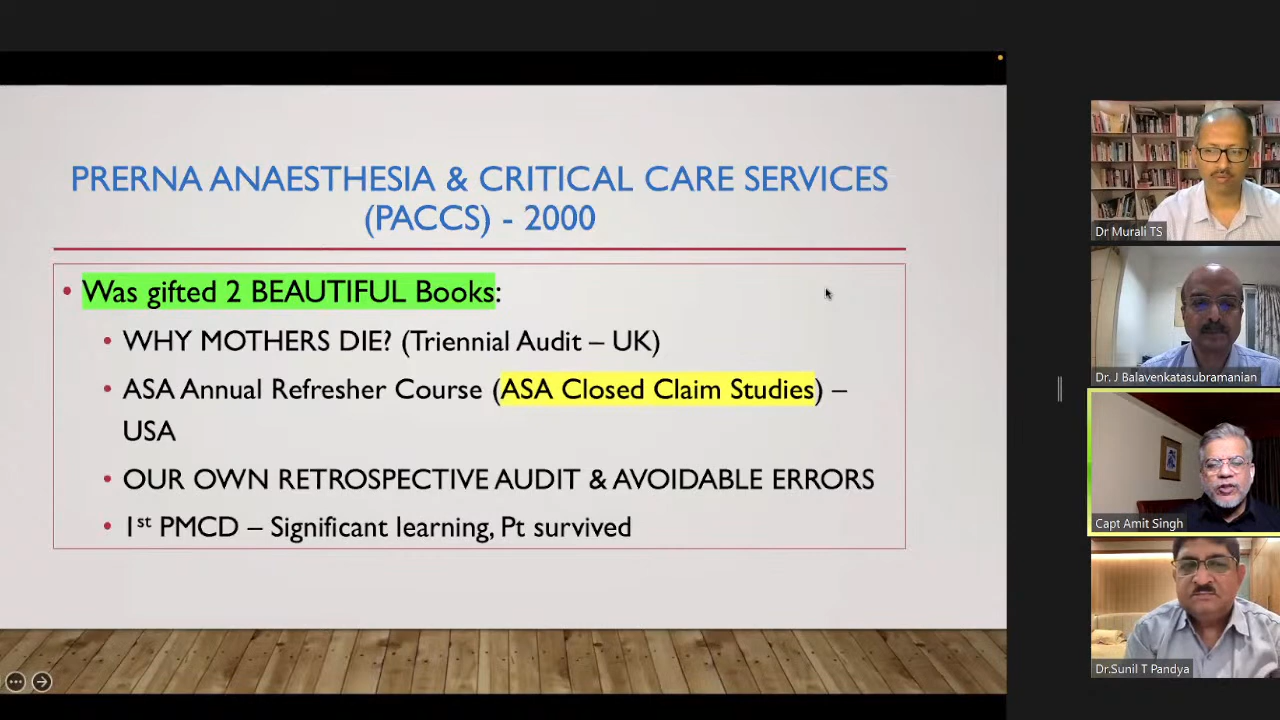 PRERNA ANAESTHESIA & CRITICAL CARE SERVICES
(PACCS) - 2000
• Was gifted 2 BEAUTIFUL Books:
• WHY MOTHERS DIE? (Triennial Audit – UK)
• ASA Annual Refresher Course (ASA Closed Claim Studies) –
USA
• OUR OWN RETROSPECTIVE AUDIT & AVOIDABLE ERRORS
• 1st PMCD – Significant learning, Pt survived
Dr Murali TS
Dr. J Balavenkatasubramanian
Capt Amit Singh
Dr.Sunil T Pandya